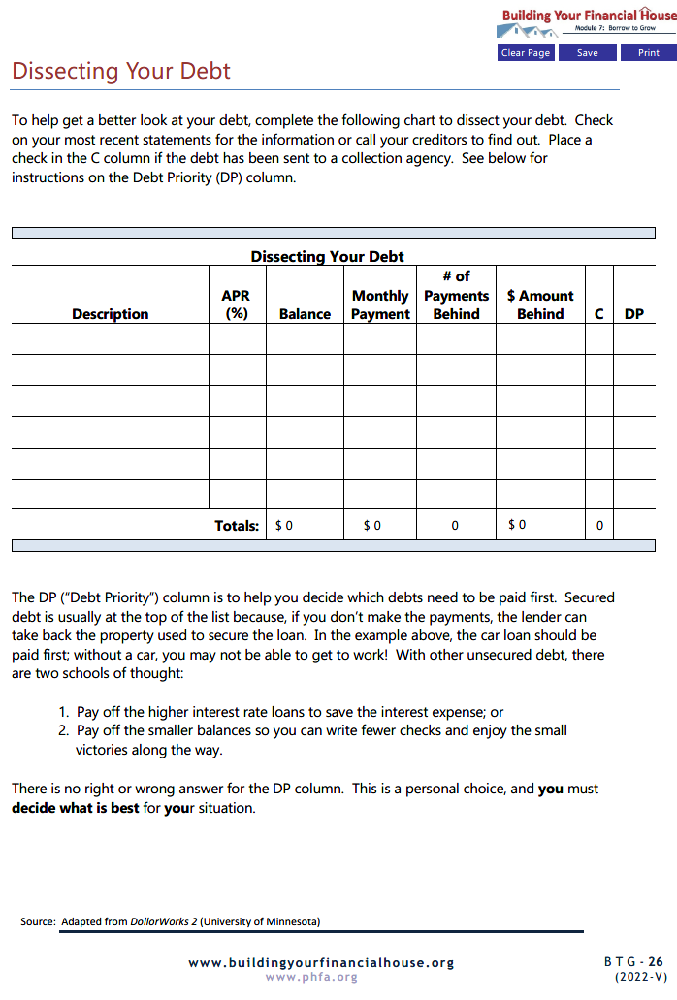 Building Your Financial House
Module 7: Borrow to Grow
Clear Page Save Print
Dissecting Your Debt
To help get a better look at your debt, complete the following chart to dissect your debt. Check
on your most recent statements for the information or call your creditors to find out. Place a
check in the C column if the debt has been sent to a collection agency. See below for
instructions on the Debt Priority (DP) column.
Dissecting Your Debt
# of
APR Monthly Payments $ Amount
Description (%) Balance Payment Behind Behind C DP
Totals: $ 0 $ 0 0 $ 0 0
The DP (“Debt Priority”) column is to help you decide which debts need to be paid first. Secured
debt is usually at the top of the list because, if you don’t make the payments, the lender can
take back the property used to secure the loan. In the example above, the car loan should be
paid first; without a car, you may not be able to get to work! With other unsecured debt, there
are two schools of thought:
1. Pay off the higher interest rate loans to save the interest expense; or
2. Pay off the smaller balances so you can write fewer checks and enjoy the small
victories along the way.
There is no right or wrong answer for the DP column. This is a personal choice, and you must
decide what is best for your situation.
Source: Adapted from DollorWorks 2 (University of Minnesota)
www.buildingyourfinancialhouse.org
www.phfa.org
BTG - 26
(2022-V)